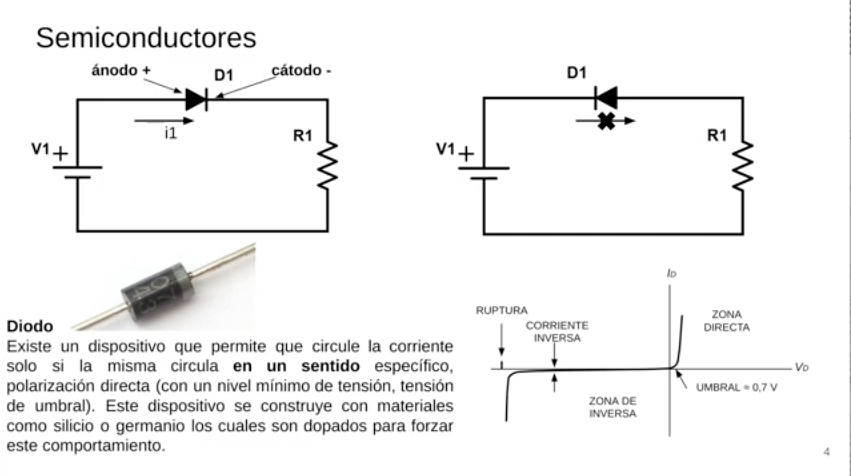 Semiconductores
ánodo +
D1
cátodo -
i1
V1
+
R1
D1
V1
+
R1
Diodo
Existe un dispositivo que permite que circule la corriente
solo si la misma circula en un sentido específico,
polarización directa (con un nivel mínimo de tensión, tensión
de umbral). Este dispositivo se construye con materiales
como silicio o germanio los cuales son dopados para forzar
este comportamiento.
ID
RUPTURA
CORRIENTE
INVERSA
ZONA
DIRECTA
VD
UMBRAL ≈ 0,7 V
ZONA DE
INVERSA
4